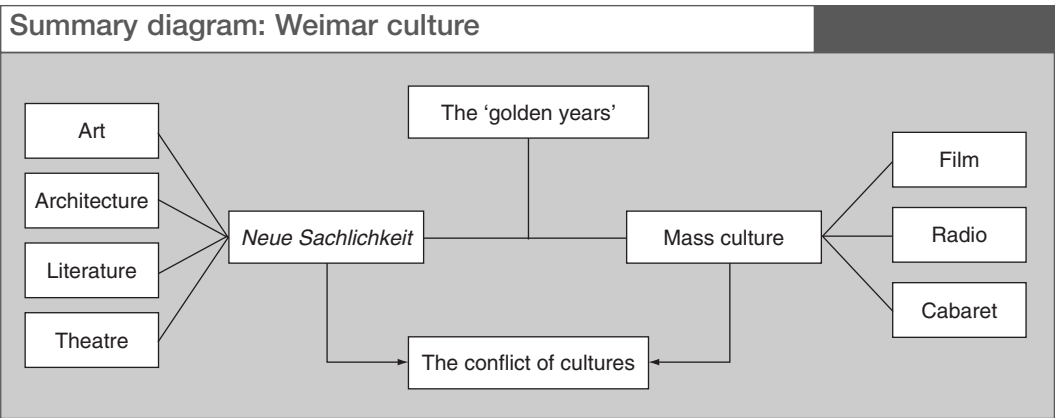 Summary diagram: Weimar culture
The ‘golden years’
Art
Architecture
Literature
Theatre
Neue Sachlichkeit
Mass culture
Film
Radio
Cabaret
The conflict of cultures